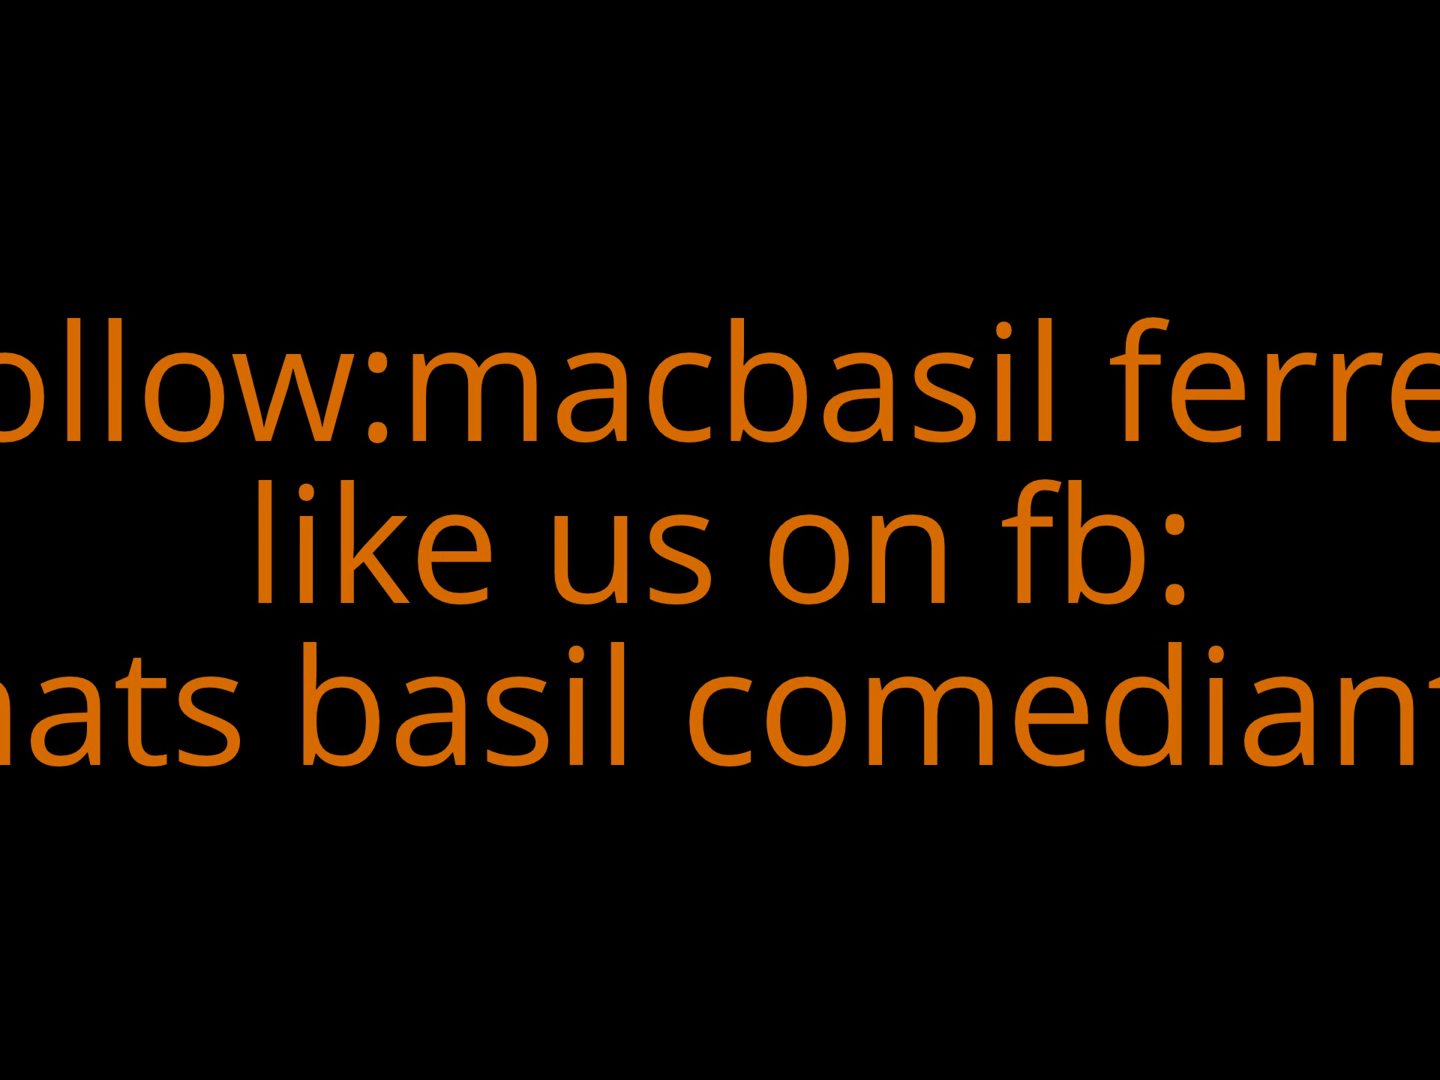 ollow:macbasil ferre
like us on fb:
ats basil comedian